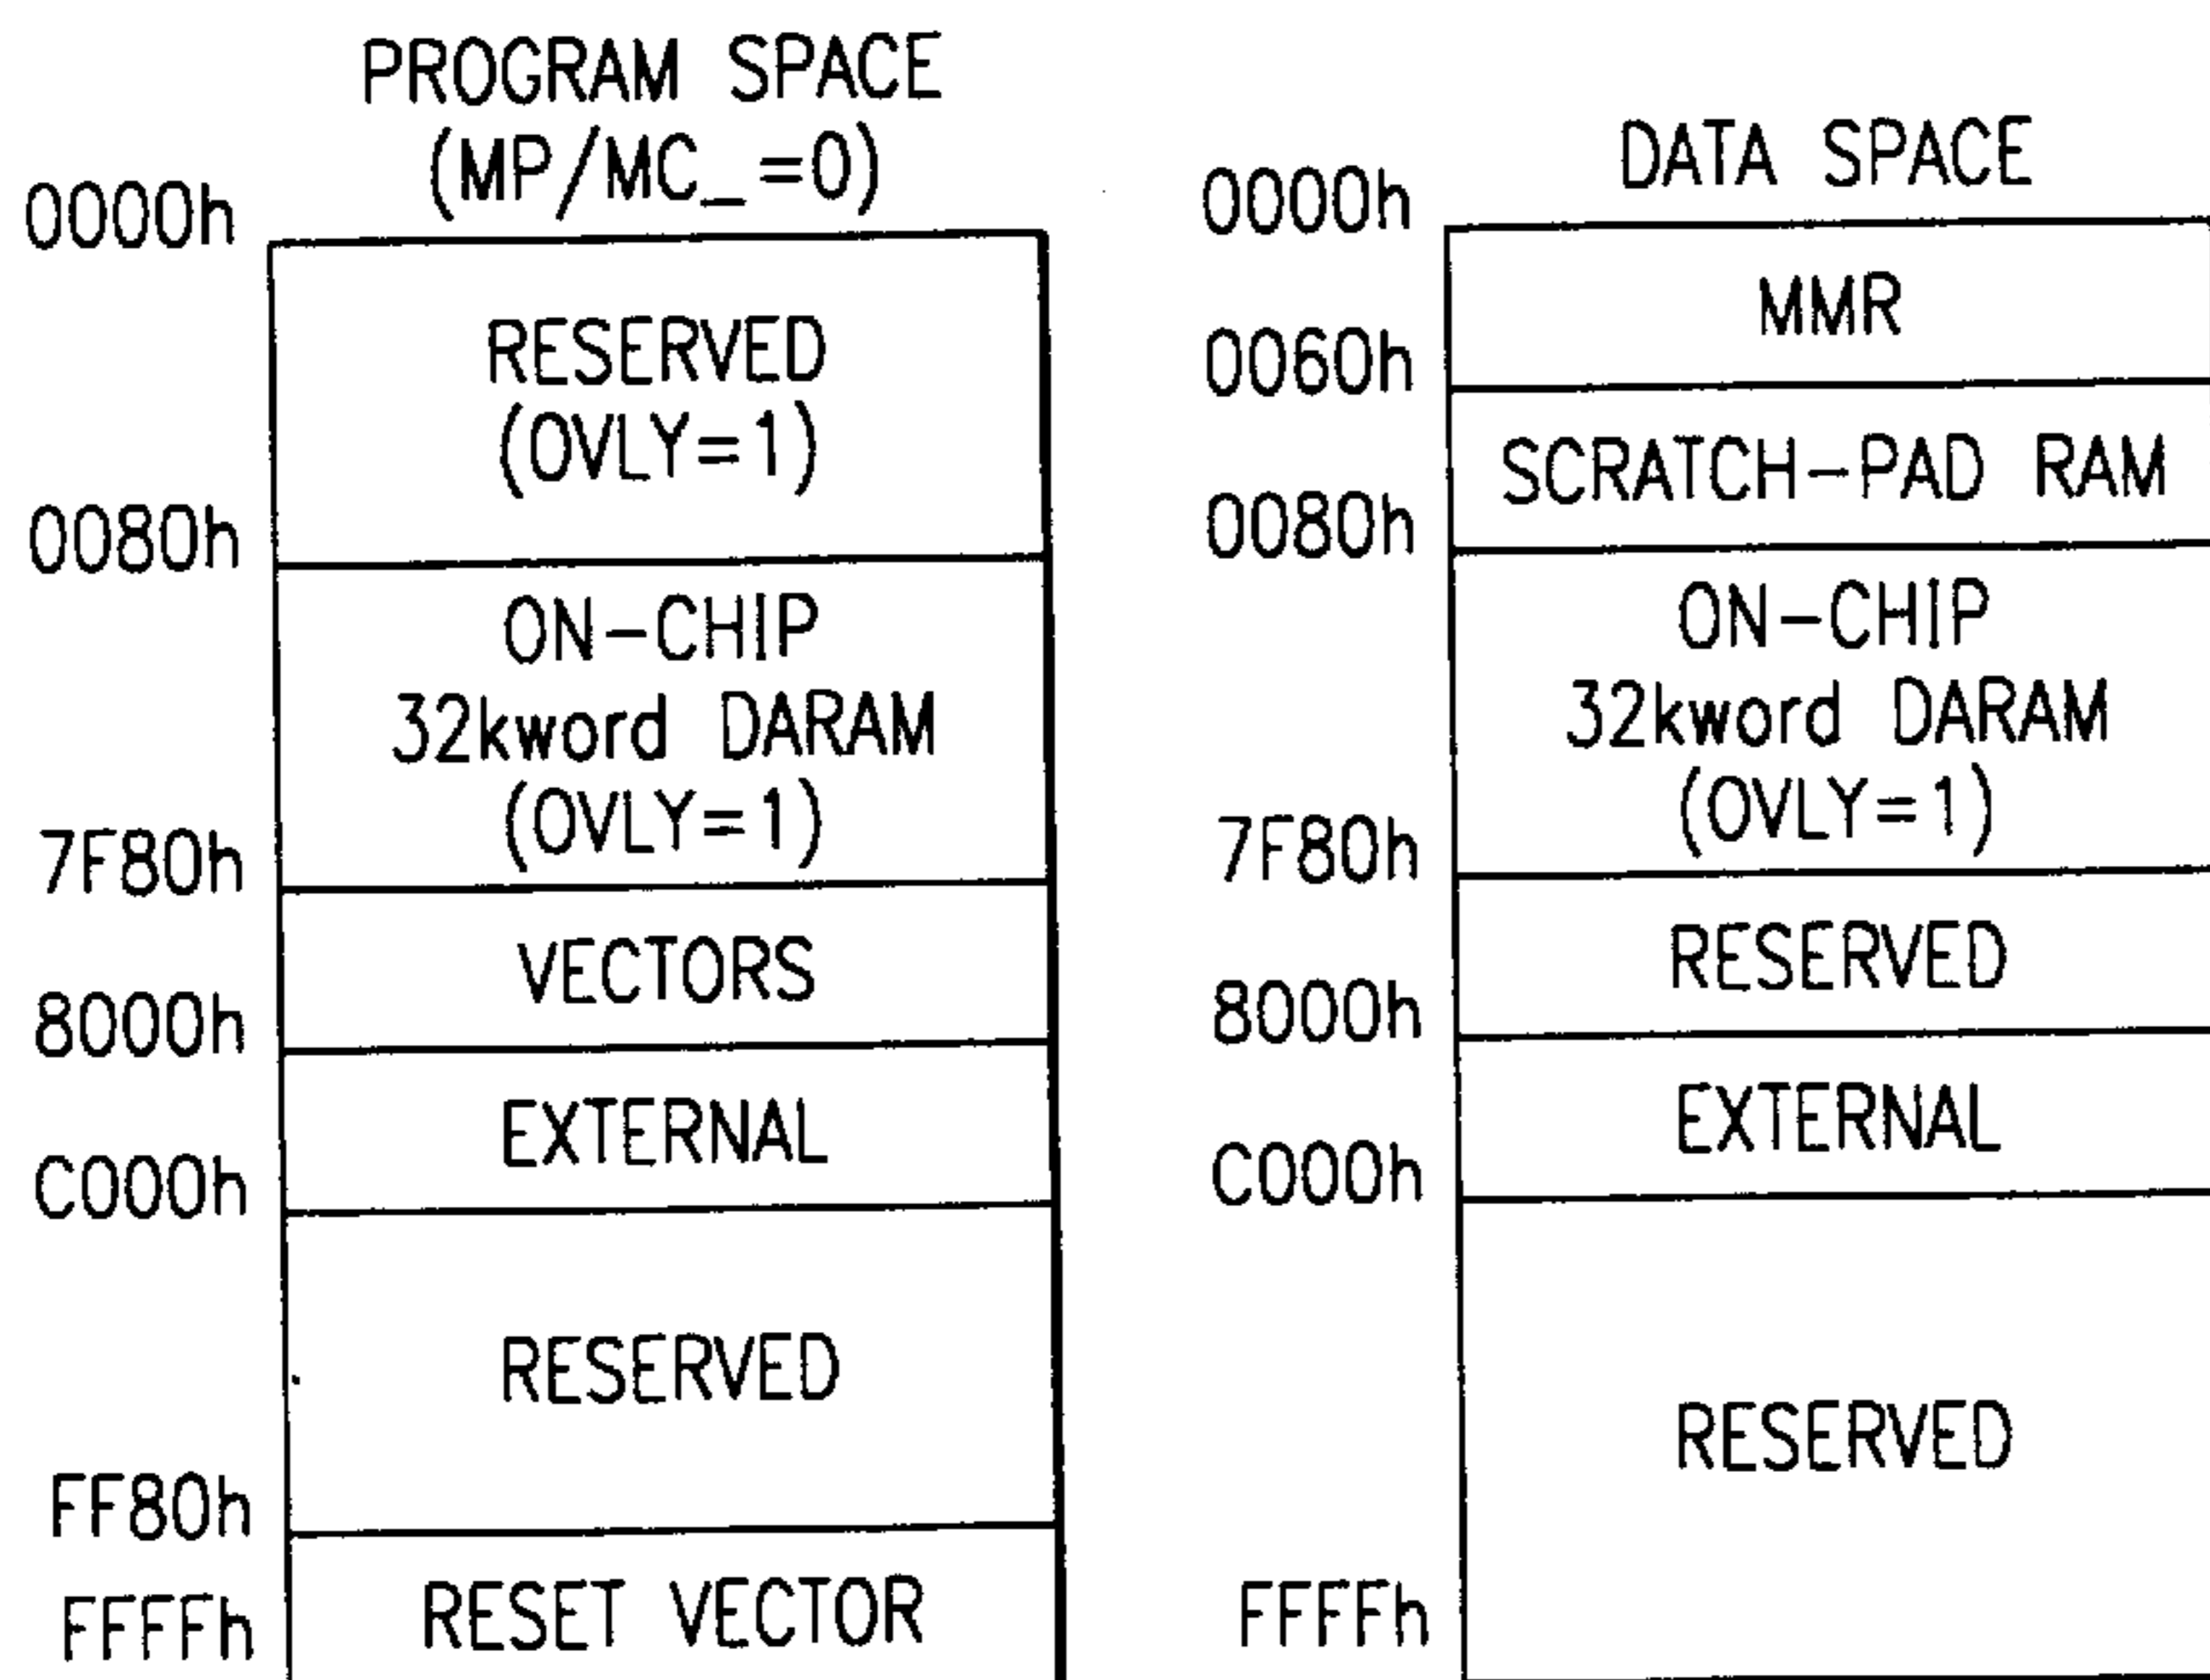 PROGRAM SPACE
(MP/MC_=0)
0000h
RESERVED
(OVLY=1)
0080h
ON-CHIP
32kword DARAM
(OVLY=1)
7F80h
VECTORS
8000h
EXTERNAL
C000h
RESERVED
FF80h
RESET VECTOR
FFFFh
DATA SPACE
0000h
MMR
0060h
SCRATCH-PAD RAM
0080h
ON-CHIP
32kword DARAM
(OVLY=1)
7F80h
RESERVED
8000h
EXTERNAL
C000h
RESERVED
FFFFh